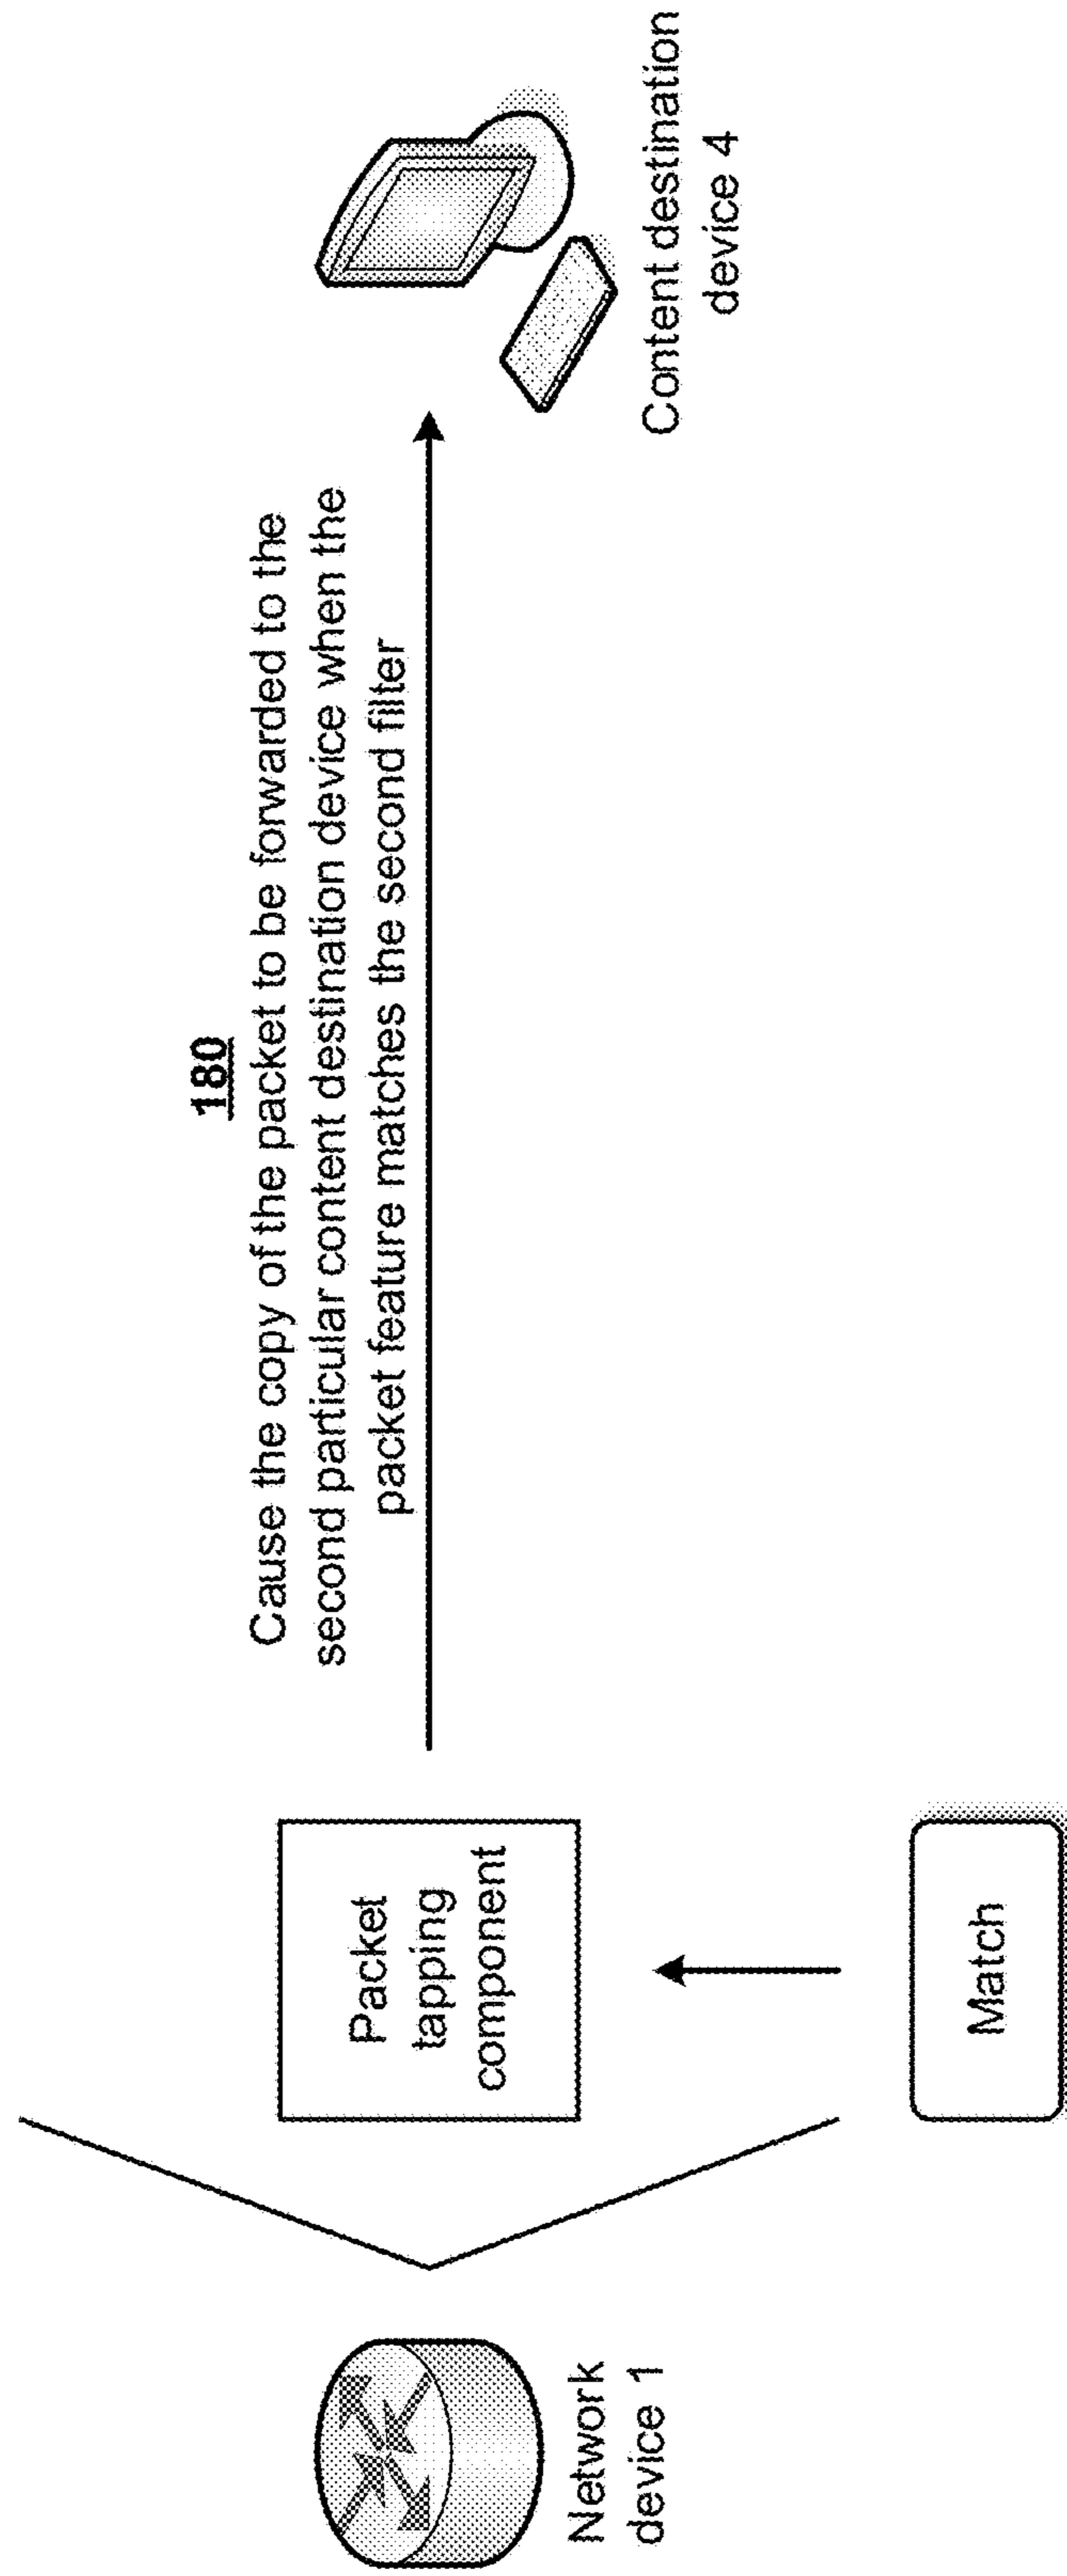 180
Cause the copy of the packet to be forwarded to the
second particular content destination device when the
packet feature matches the second filter
Network
device 1
Packet
tapping
component
Content destination
device 4
Match